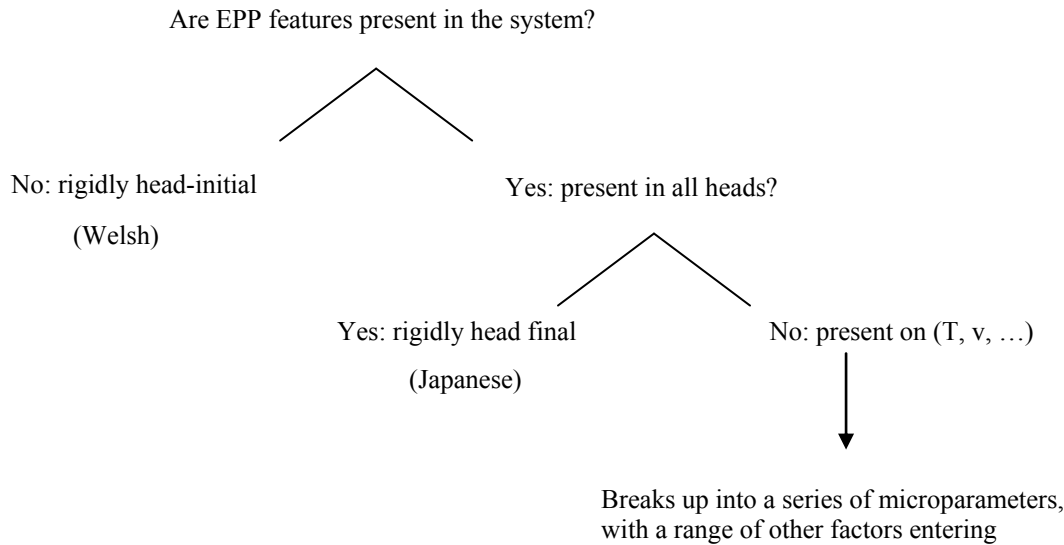 Are EPP features present in the system?
No: rigidly head-initial
(Welsh)
Yes: present in all heads?
Yes: rigidly head final
(Japanese)
No: present on (T, v, …)
Breaks up into a series of microparameters,
with a range of other factors entering